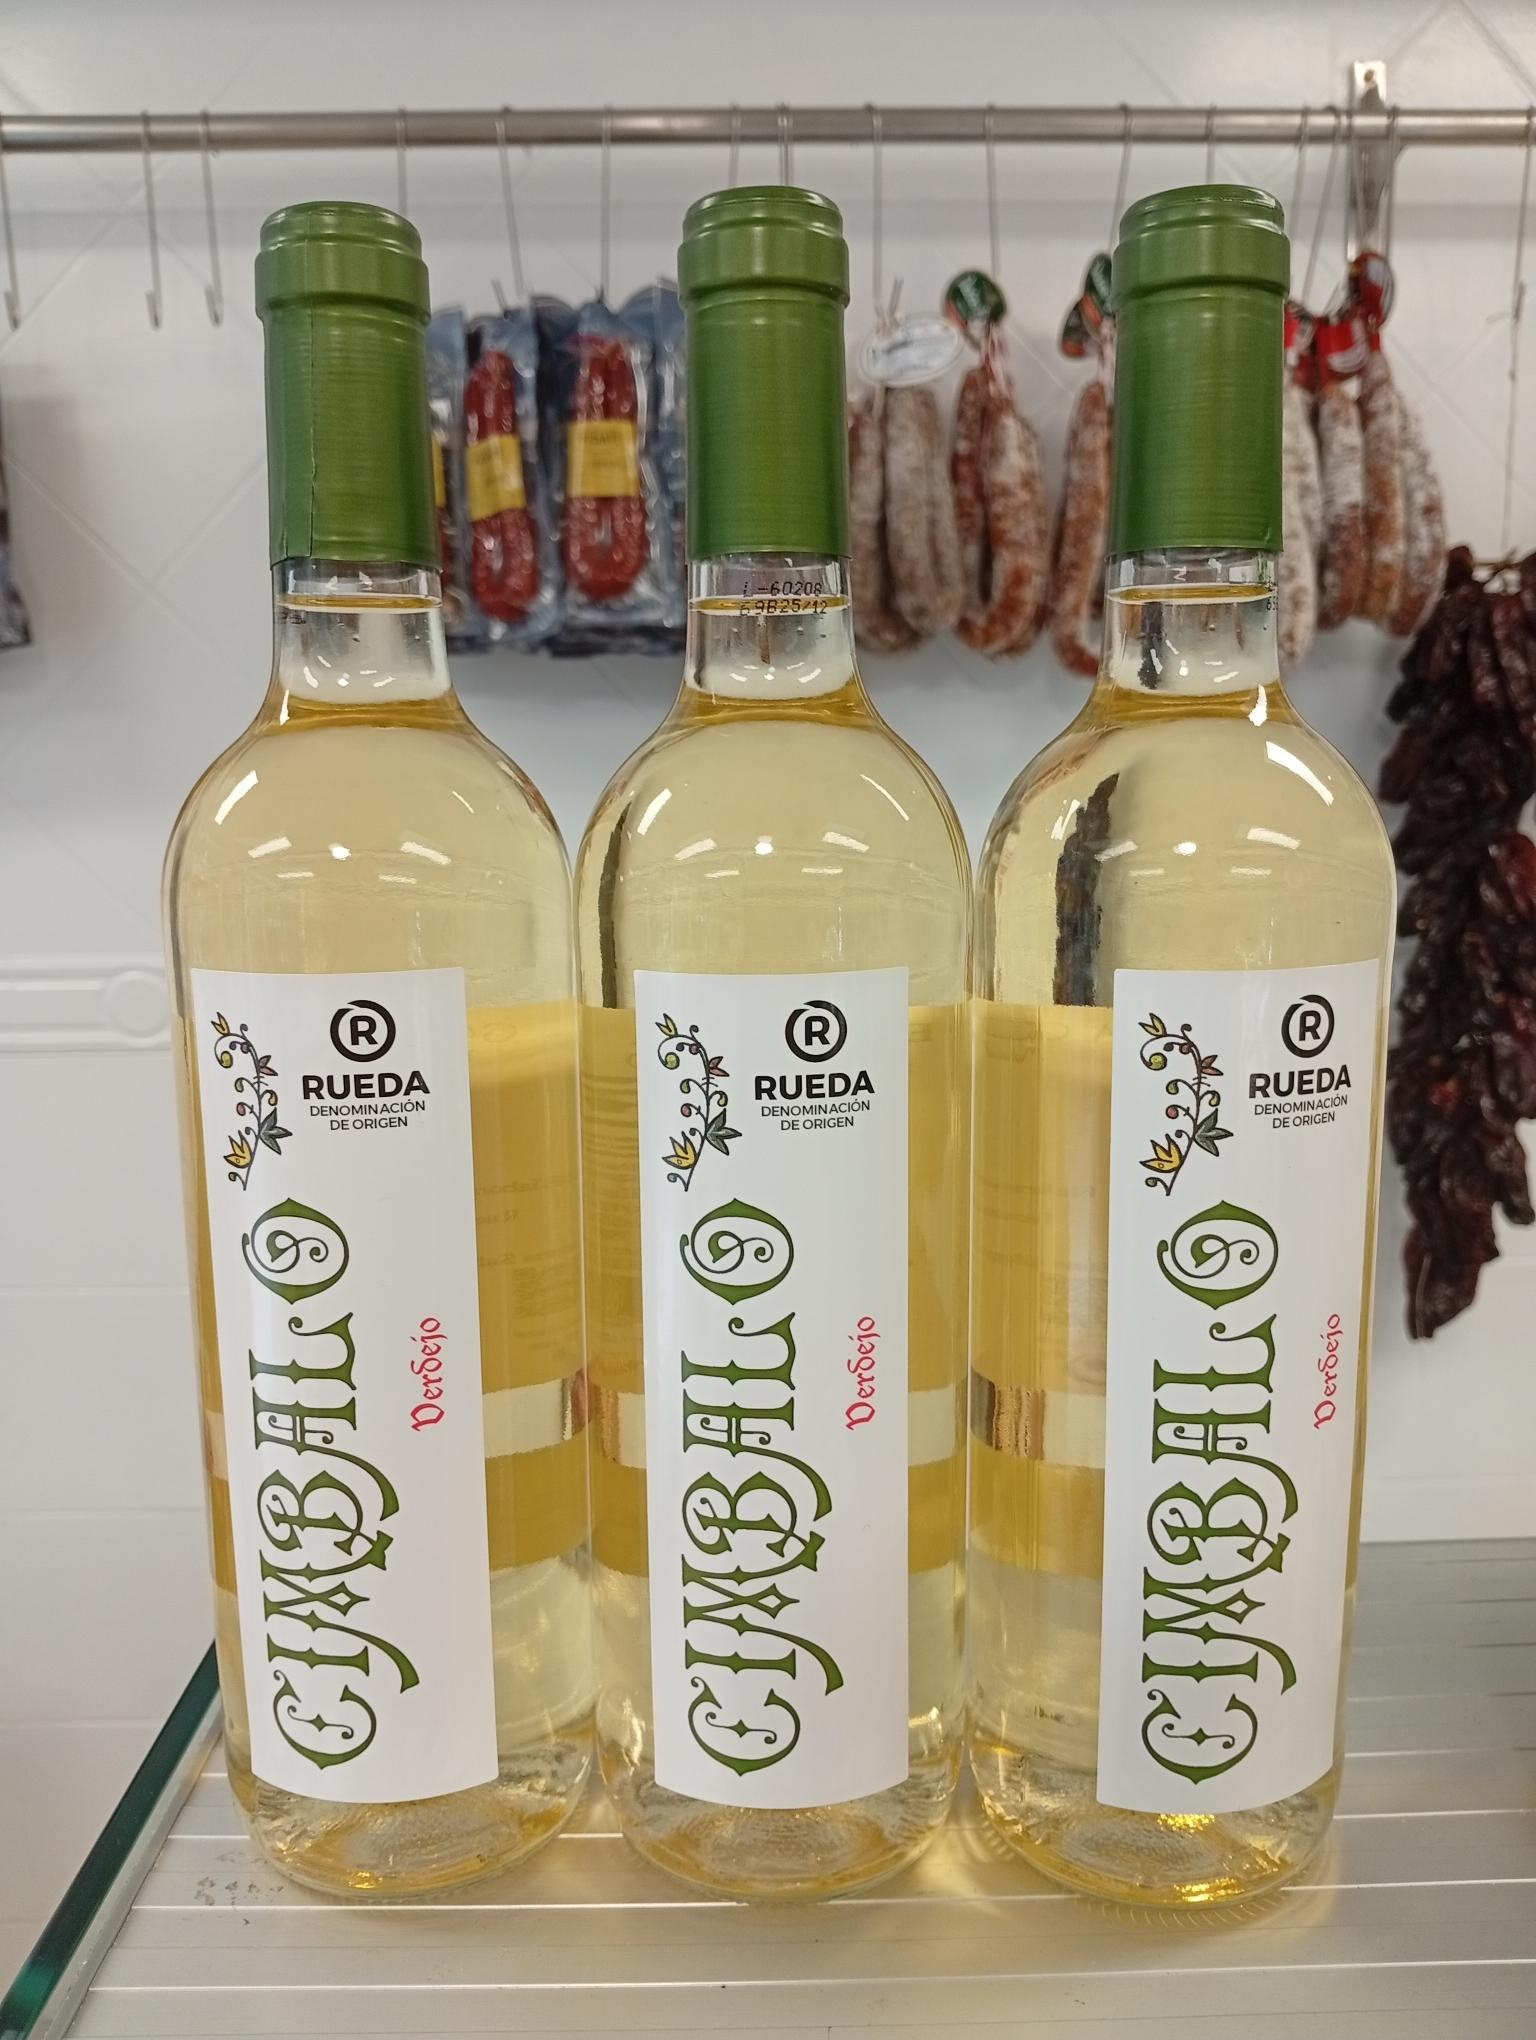 R
RUEDA
DENOMINACIÓN
DE ORIGEN
CIMBALO
Verdejo
L-60208
R
RUEDA
DENOMINACIÓN
DE ORIGEN
CIMBALO
Verdejo
R
RUEDA
DENOMINACIÓN
DE ORIGEN
CIMBALO
Verdejo